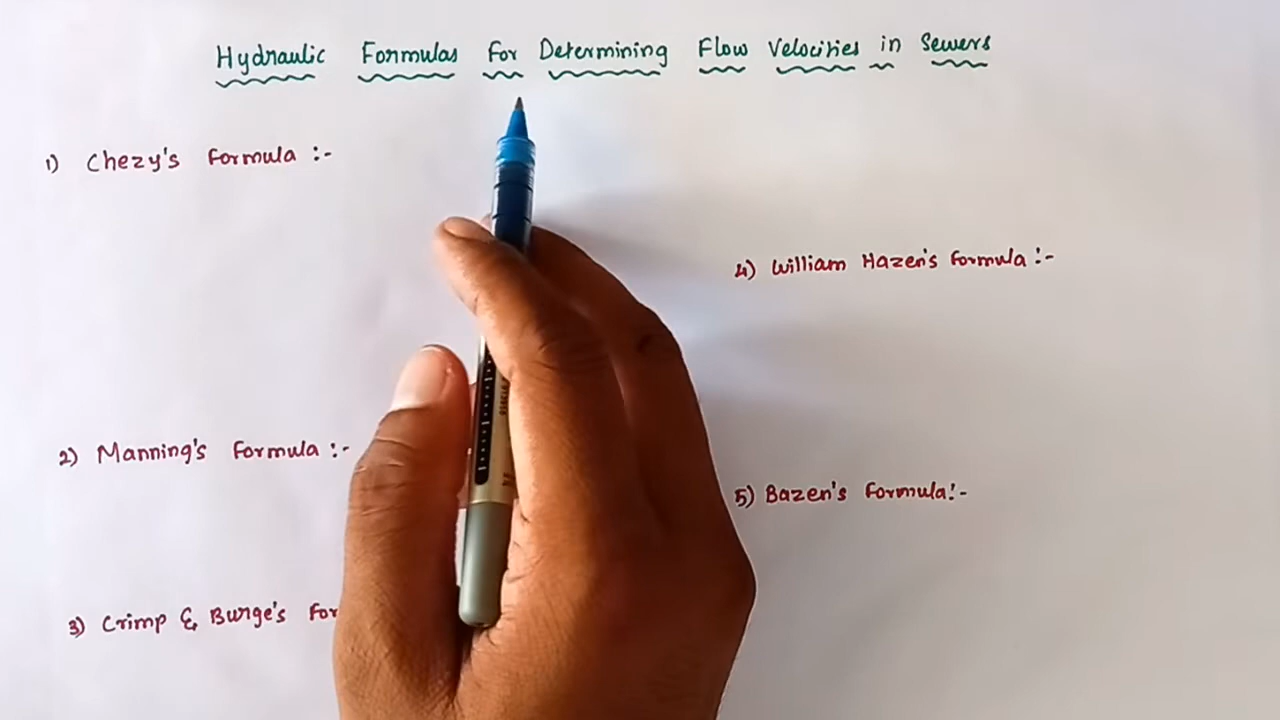 Hydraulic Formulas For Determining Flow Velocities in Sewers
1) Chezy's Formula :-
2) Manning's Formula :-
3) Crimp & Burge's For
4) William Hazen's Formula :-
5) Bazen's Formula :-